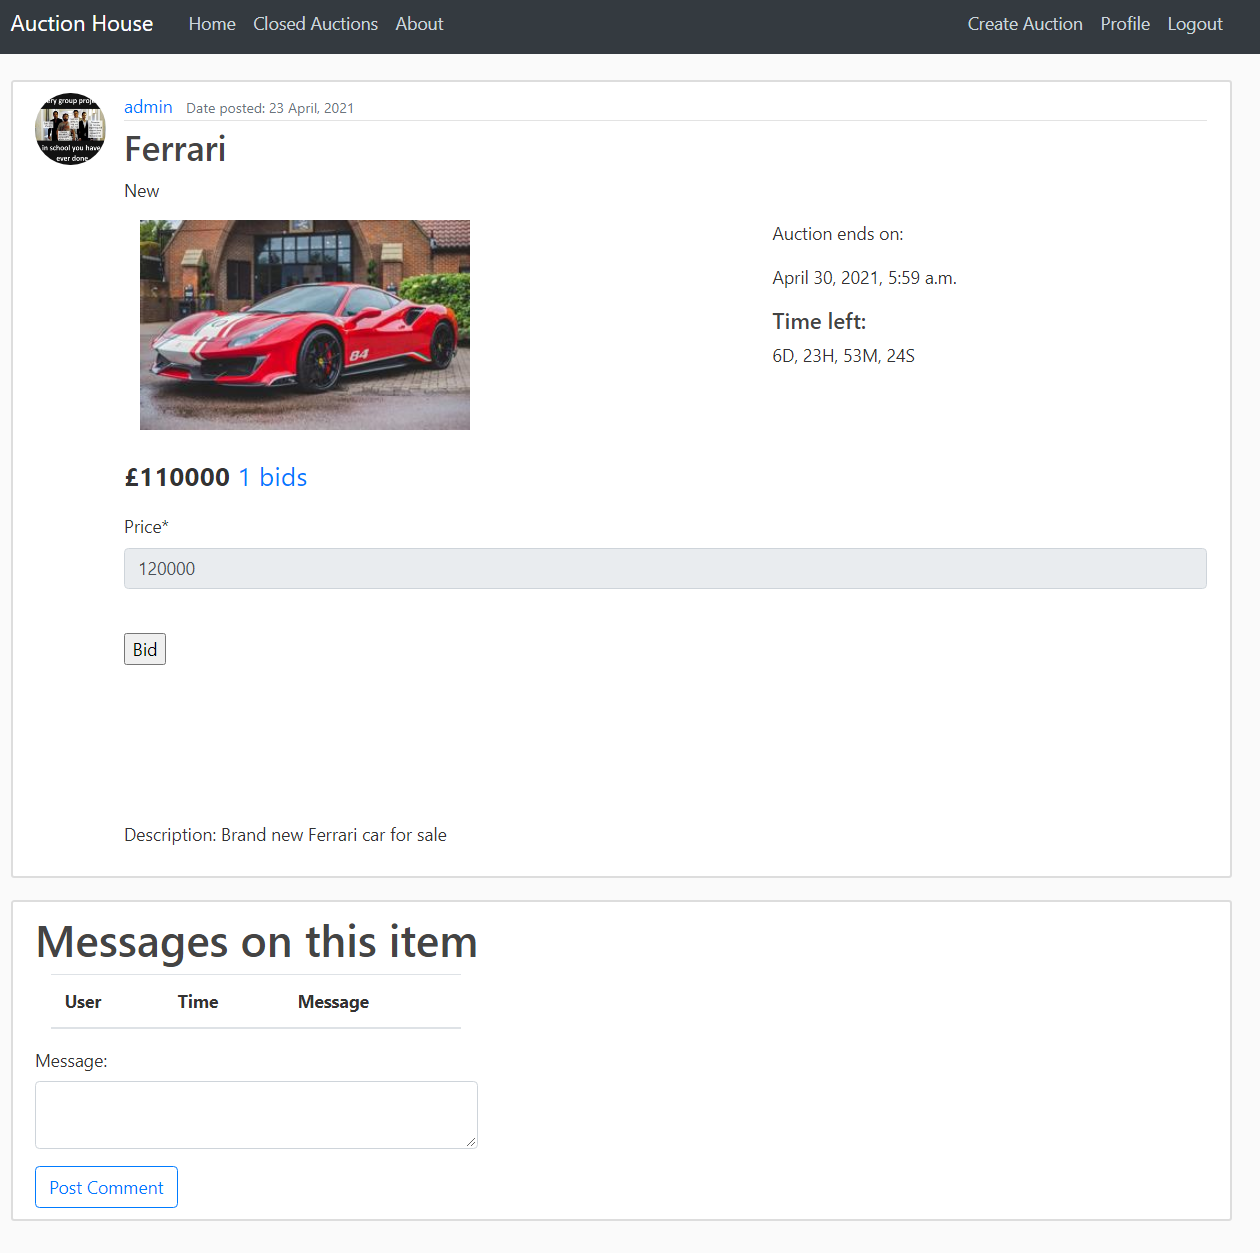 Auction House Home Closed Auctions About Create Auction Profile Logout
ery group proje
in school you have
ever done
admin Date posted: 23 April, 2021
Ferrari
New
84
Auction ends on:
April 30, 2021, 5:59 a.m.
Time left:
6D, 23H, 53M, 24S
£110000 1 bids
Price*
120000
Bid
Description: Brand new Ferrari car for sale
Messages on this item
User Time Message
Message:
Post Comment